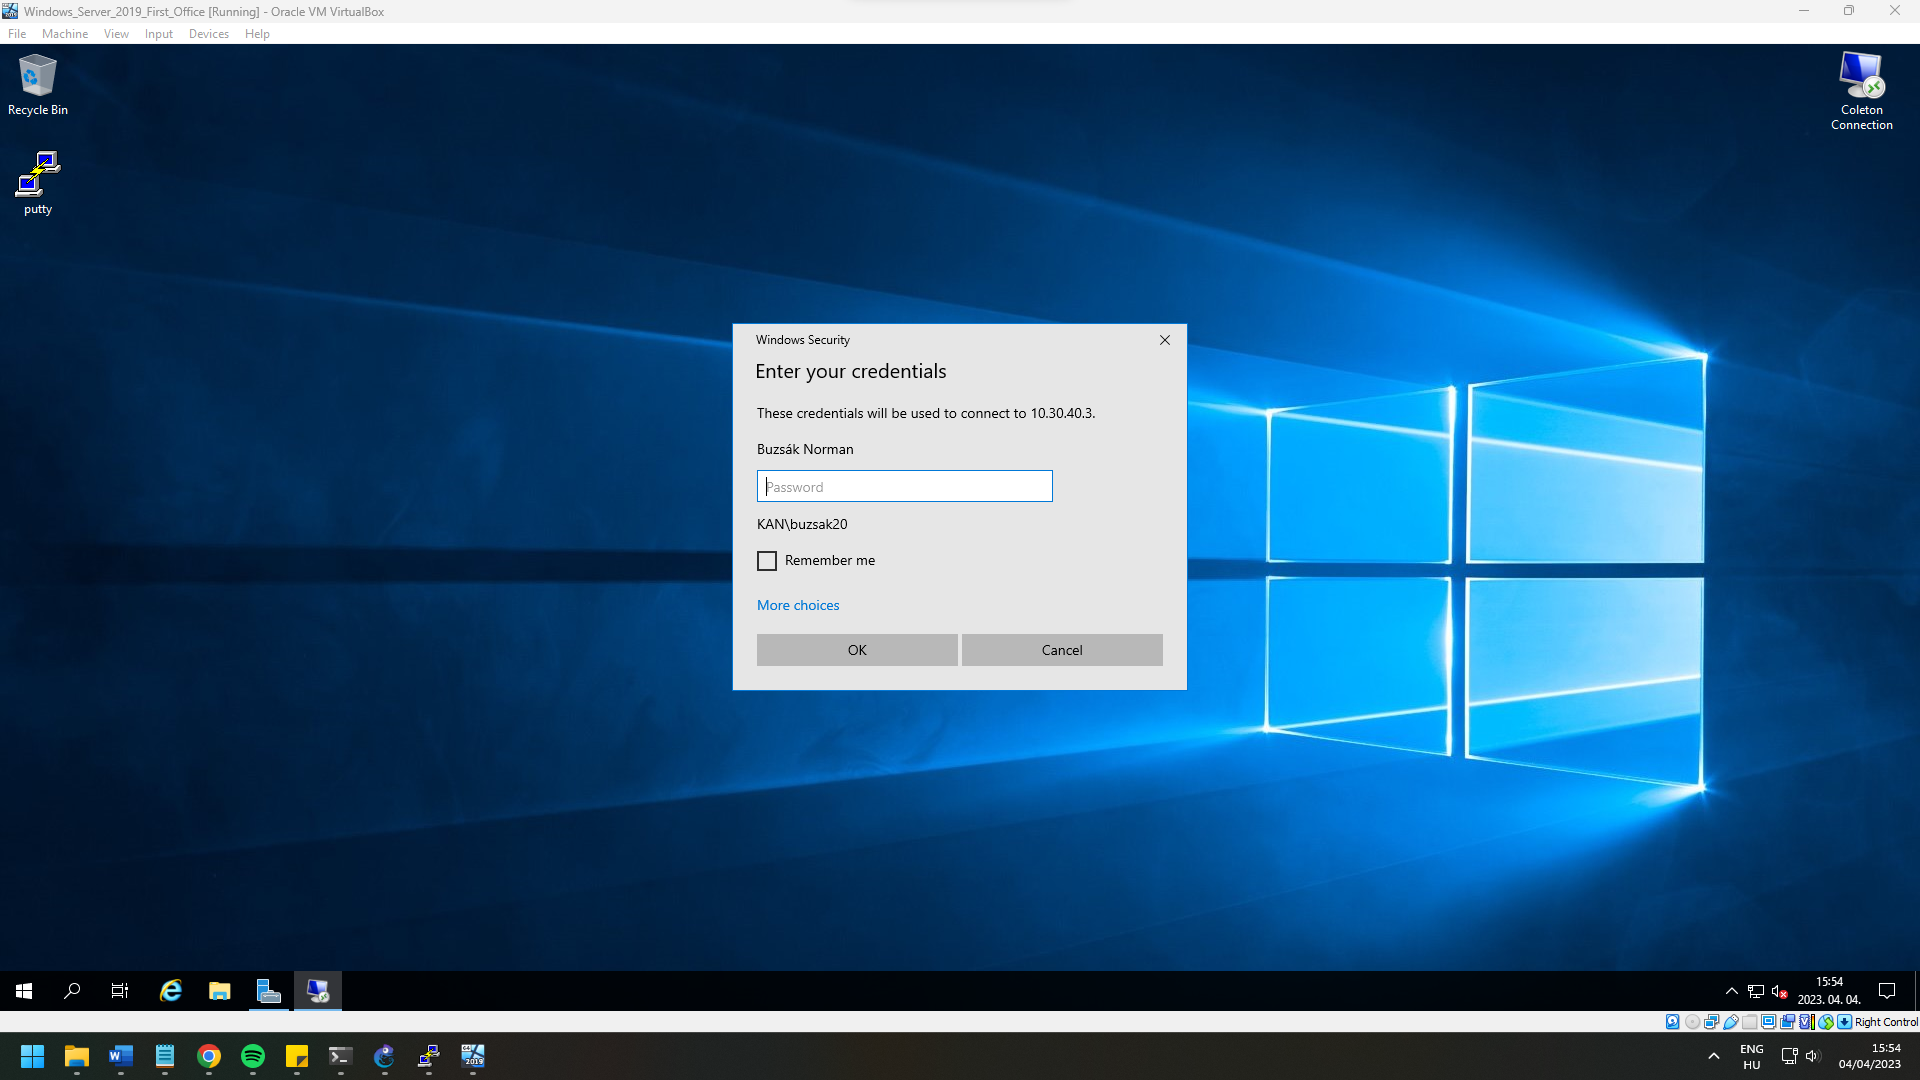 Windows_Server_2019_First_Office [Running] - Oracle VM VirtualBox
File Machine View Input Devices Help
Recycle Bin
putty
Coleton
Connection
Windows Security
Enter your credentials
These credentials will be used to connect to 10.30.40.3.
Buzsák Norman
Password
KAN\buzsak20
Remember me
More choices
OK
Cancel
15:54
2023. 04. 04.
Right Control
2019
ENG
HU
15:54
04/04/2023